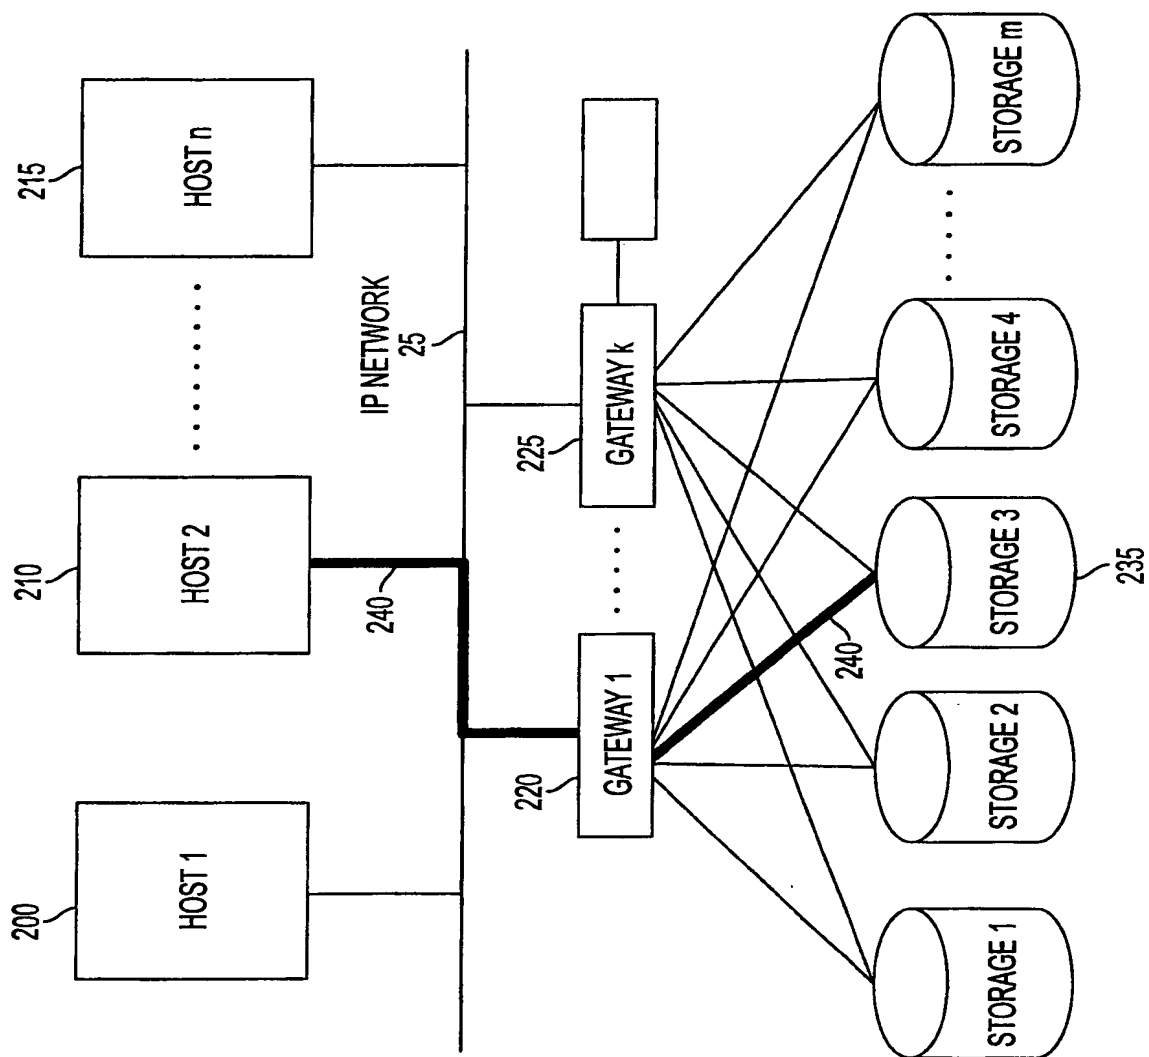 200
HOST 1
210
HOST 2
215
HOST n
240
IP NETWORK
25
220
GATEWAY 1
225
GATEWAY k
240
STORAGE 1
STORAGE 2
STORAGE 3
235
STORAGE 4
STORAGE m